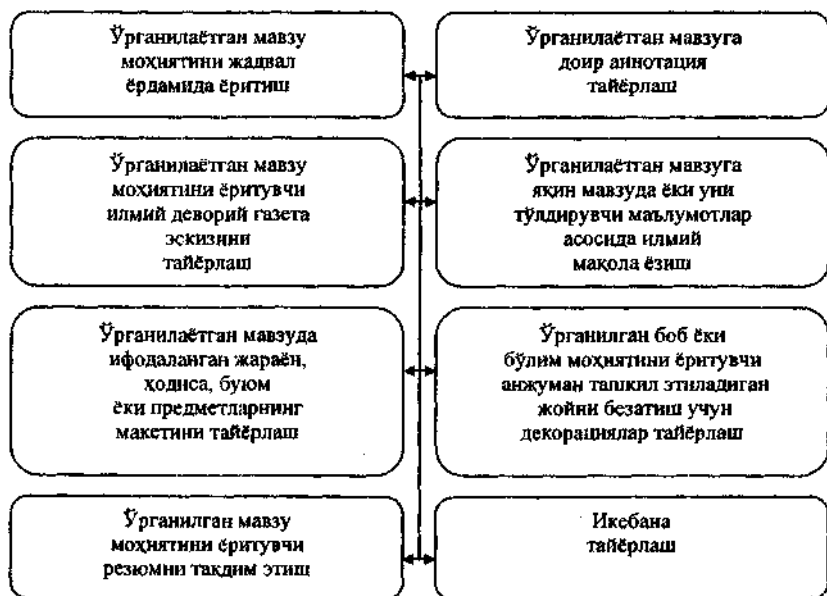 Ўрганилаётган мавзу
моҳиятини жадвал
ёрдамида ёритиш
Ўрганилаётган мавзуга
доир аннотация
тайёрлаш
Ўрганилаётган мавзу
моҳиятини ёритувчи
илмий деворий газета
эскизини
тайёрлаш
Ўрганилаётган мавзуга
яқин мавзуда ёки уни
тўлдирувчи маълумотлар
асосида илмий
мақола ёзиш
Ўрганилаётган мавзуда
ифодаланган жараён,
ҳодиса, буюм
ёки предметларнинг
макетини тайёрлаш
Ўрганилган боб ёки
бўлим моҳиятини ёритувчи
анжуман ташкил этиладиган
жойни безатиш учун
декорациялар тайёрлаш
Ўрганилган мавзу
моҳиятини ёритувчи
резюмни тақдим этиш
Икебана
тайёрлаш